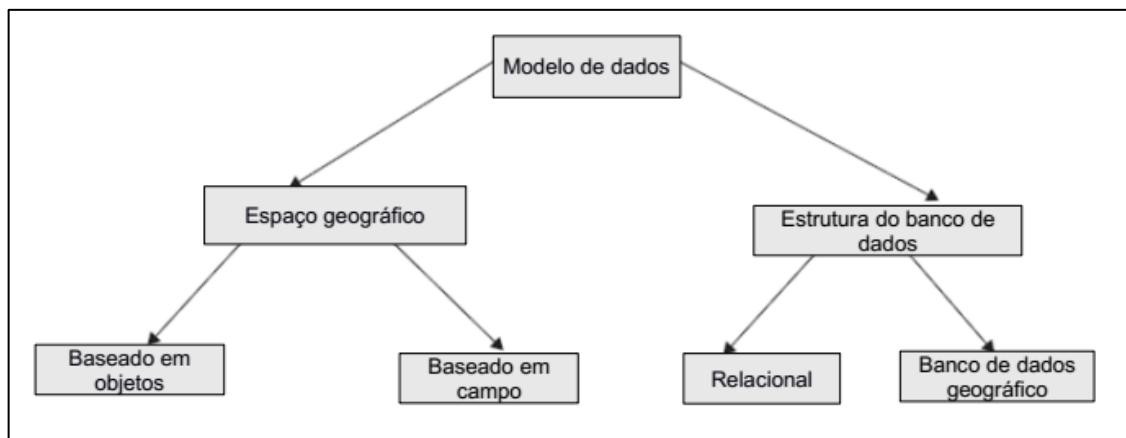 Modelo de dados
Espaço geográfico
Estrutura do banco de
dados
Baseado em
objetos
Baseado em
campo
Relacional
Banco de dados
geográfico